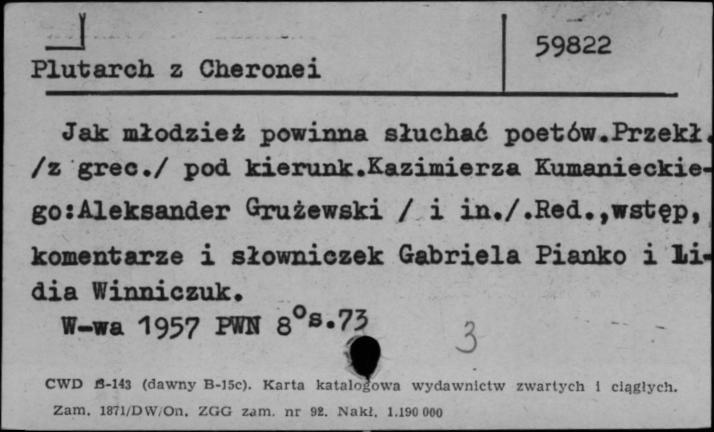 59822
Plutarch z Cheronei
Jak młodzież powinna słuchać poetów.Przekł.
/z grec./ pod kierunk.Kazimierza Kumanieckie-
go:Aleksander Grużewski / i in./.Red.,wstęp,
komentarze i słowniczek Gabriela Pianko i Li-
dia Winniczuk.
W-wa 1957 PWN 8°s.73
3
CWD B-143 (dawny B-15c). Karta katalogowa wydawnictw zwartych i ciągłych.
Zam. 1871/DW/On. ZGG zam. nr 92. Nakł. 1.190 000